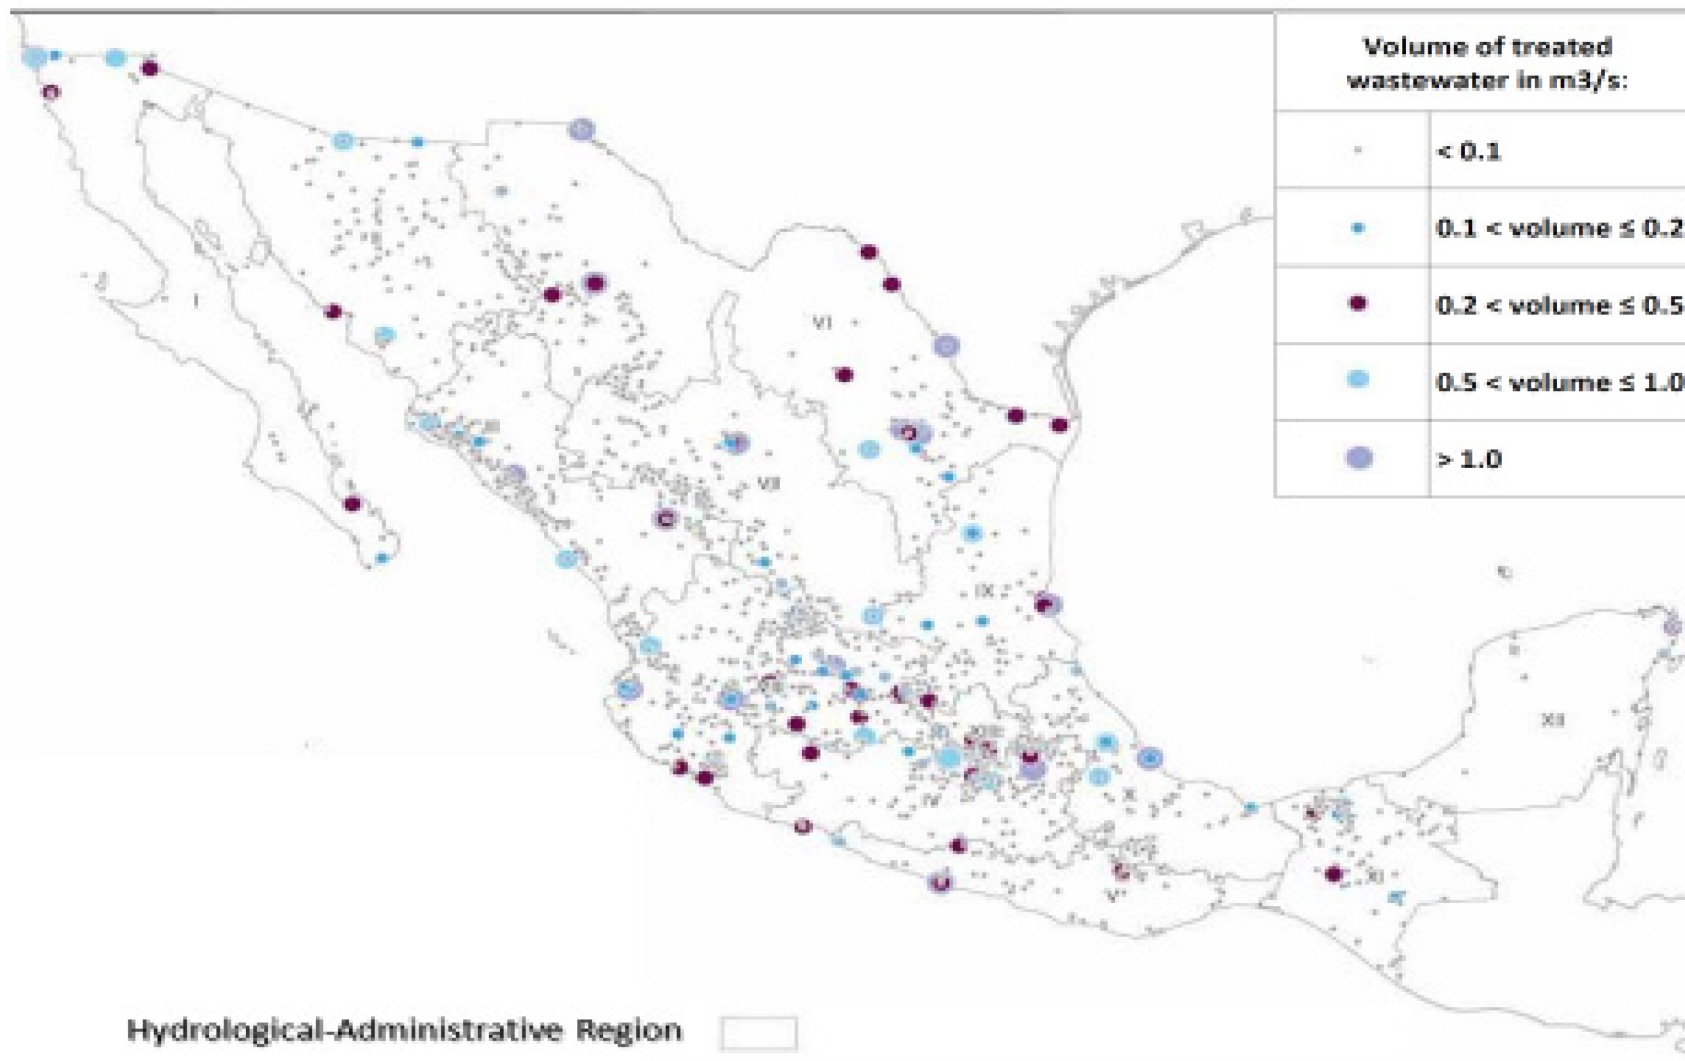 Volume of treated
wastewater in m3/s:
< 0.1
0.1 < volume ≤ 0.2
0.2 < volume ≤ 0.5
0.5 < volume ≤ 1.0
> 1.0
I
VI
III
VII
IX
XII
IV
X
XI
V
Hydrological-Administrative Region